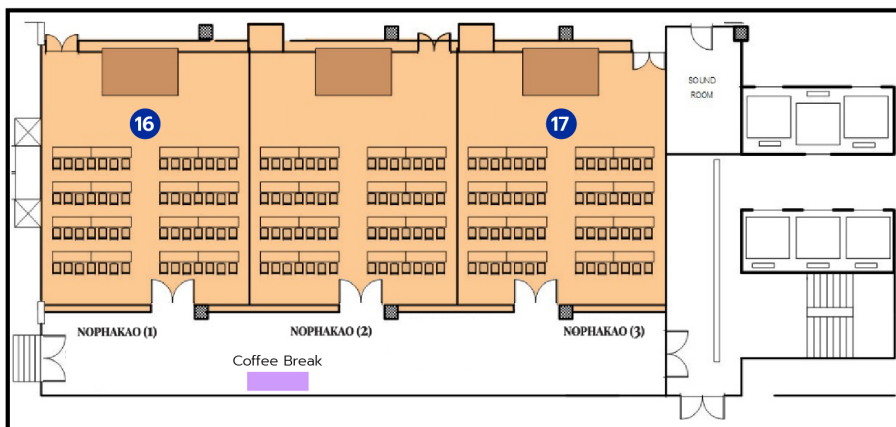 SOUND
ROOM
16
17
NOPHAKAO (1)
NOPHAKAO (2)
NOPHAKAO (3)
Coffee Break